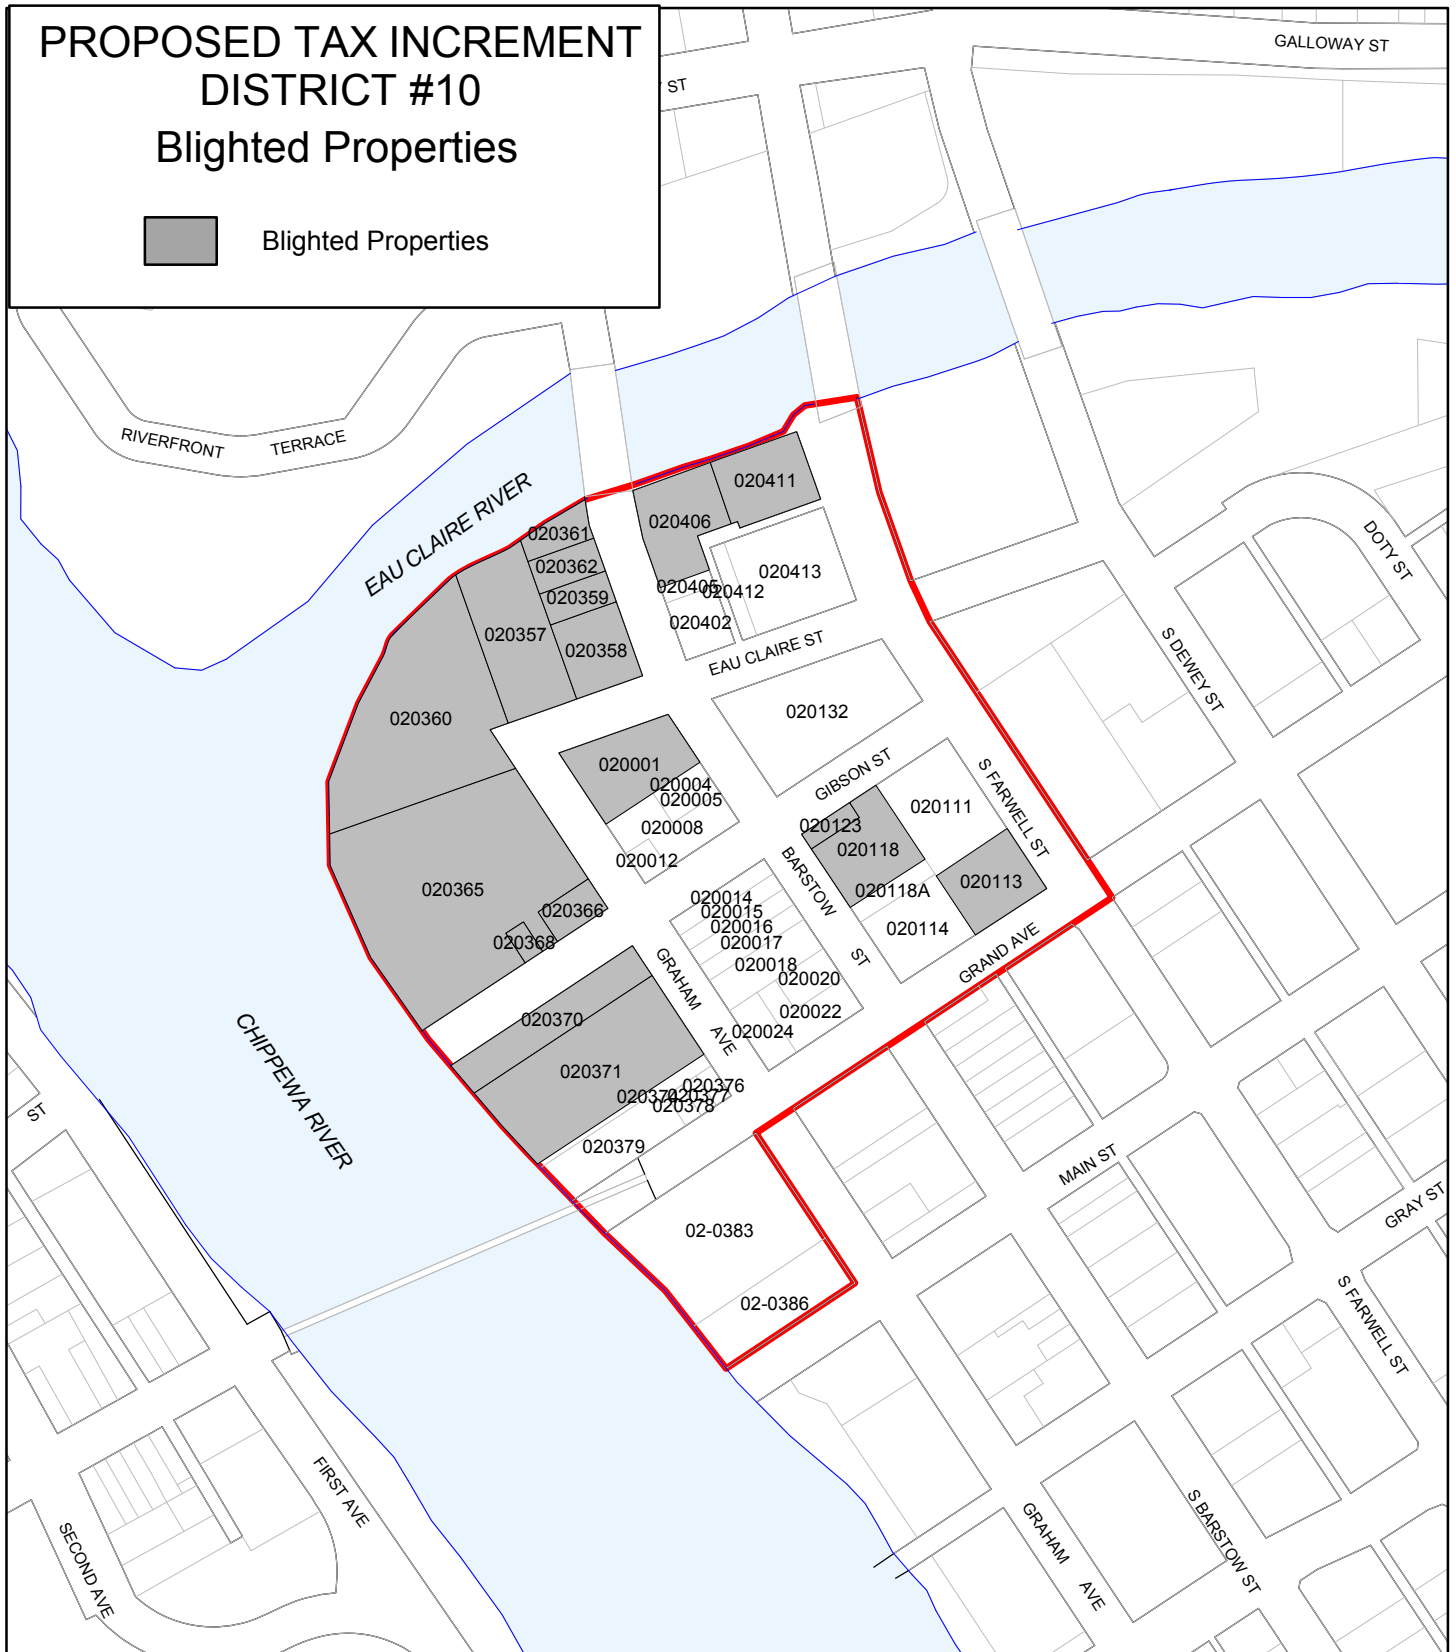 PROPOSED TAX INCREMENT
DISTRICT #10
Blighted Properties
Blighted Properties
GALLOWAY ST
ST
RIVERFRONT
TERRACE
EAU CLAIRE RIVER
020411
020406
020361
020362
020359
020357
020358
020360
020405
020412
020413
020402
EAU CLAIRE ST
DOTY ST
S DEWEY ST
020132
020001
020004
020005
020008
020012
GIBSON ST
S FARWELL ST
020111
020123
020118
020118A
020113
020114
BARSTOW
ST
GRAND AVE
020365
020366
020368
020014
020015
020016
020017
020018
020020
020022
020024
GRAHAM
AVE
020370
020371
020376
020374
020377
020378
020379
CHIPPEWA RIVER
ST
02-0383
02-0386
MAIN ST
GRAY ST
S FARWELL ST
FIRST AVE
SECOND AVE
GRAHAM
AVE
S BARSTOW ST